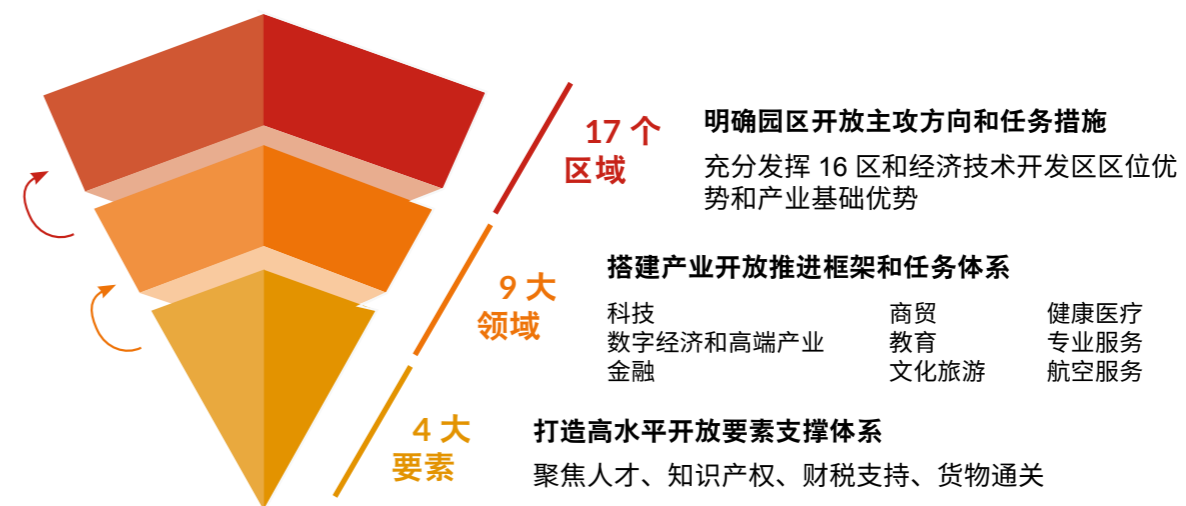 17 个
区域
明确园区开放主攻方向和任务措施
充分发挥 16 区和经济技术开发区区位优
势和产业基础优势
9 大
领域
搭建产业开放推进框架和任务体系
科技 商贸 健康医疗
数字经济和高端产业 教育 专业服务
金融 文化旅游 航空服务
4 大
要素
打造高水平开放要素支撑体系
聚焦人才、知识产权、财税支持、货物通关